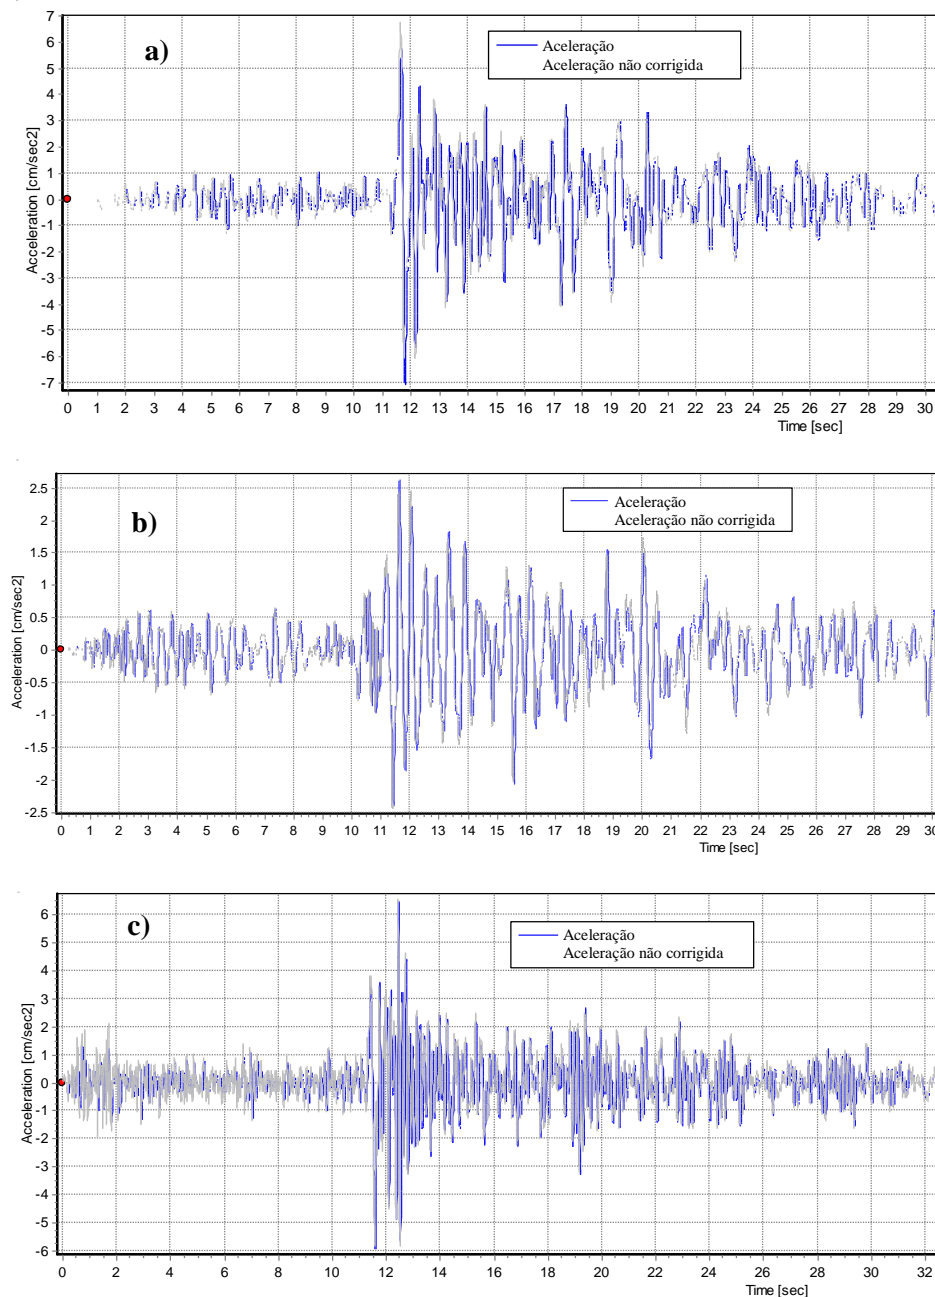 a)
Aceleração
Aceleração não corrigida
Acceleration [cm/sec2]
7
6
5
4
3
2
1
0
-1
-2
-3
-4
-5
-6
-7
0 1 2 3 4 5 6 7 8 9 10 11 12 13 14 15 16 17 18 19 20 21 22 23 24 25 26 27 28 29 30
Time [sec]
b)
Aceleração
Aceleração não corrigida
Acceleration [cm/sec2]
2.5
2
1.5
1
0.5
0
-0.5
-1
-1.5
-2
-2.5
0 1 2 3 4 5 6 7 8 9 10 11 12 13 14 15 16 17 18 19 20 21 22 23 24 25 26 27 28 29 30
Time [sec]
c)
Aceleração
Aceleração não corrigida
Acceleration [cm/sec2]
6
5
4
3
2
1
0
-1
-2
-3
-4
-5
-6
0 2 4 6 8 10 12 14 16 18 20 22 24 26 28 30 32
Time [sec]